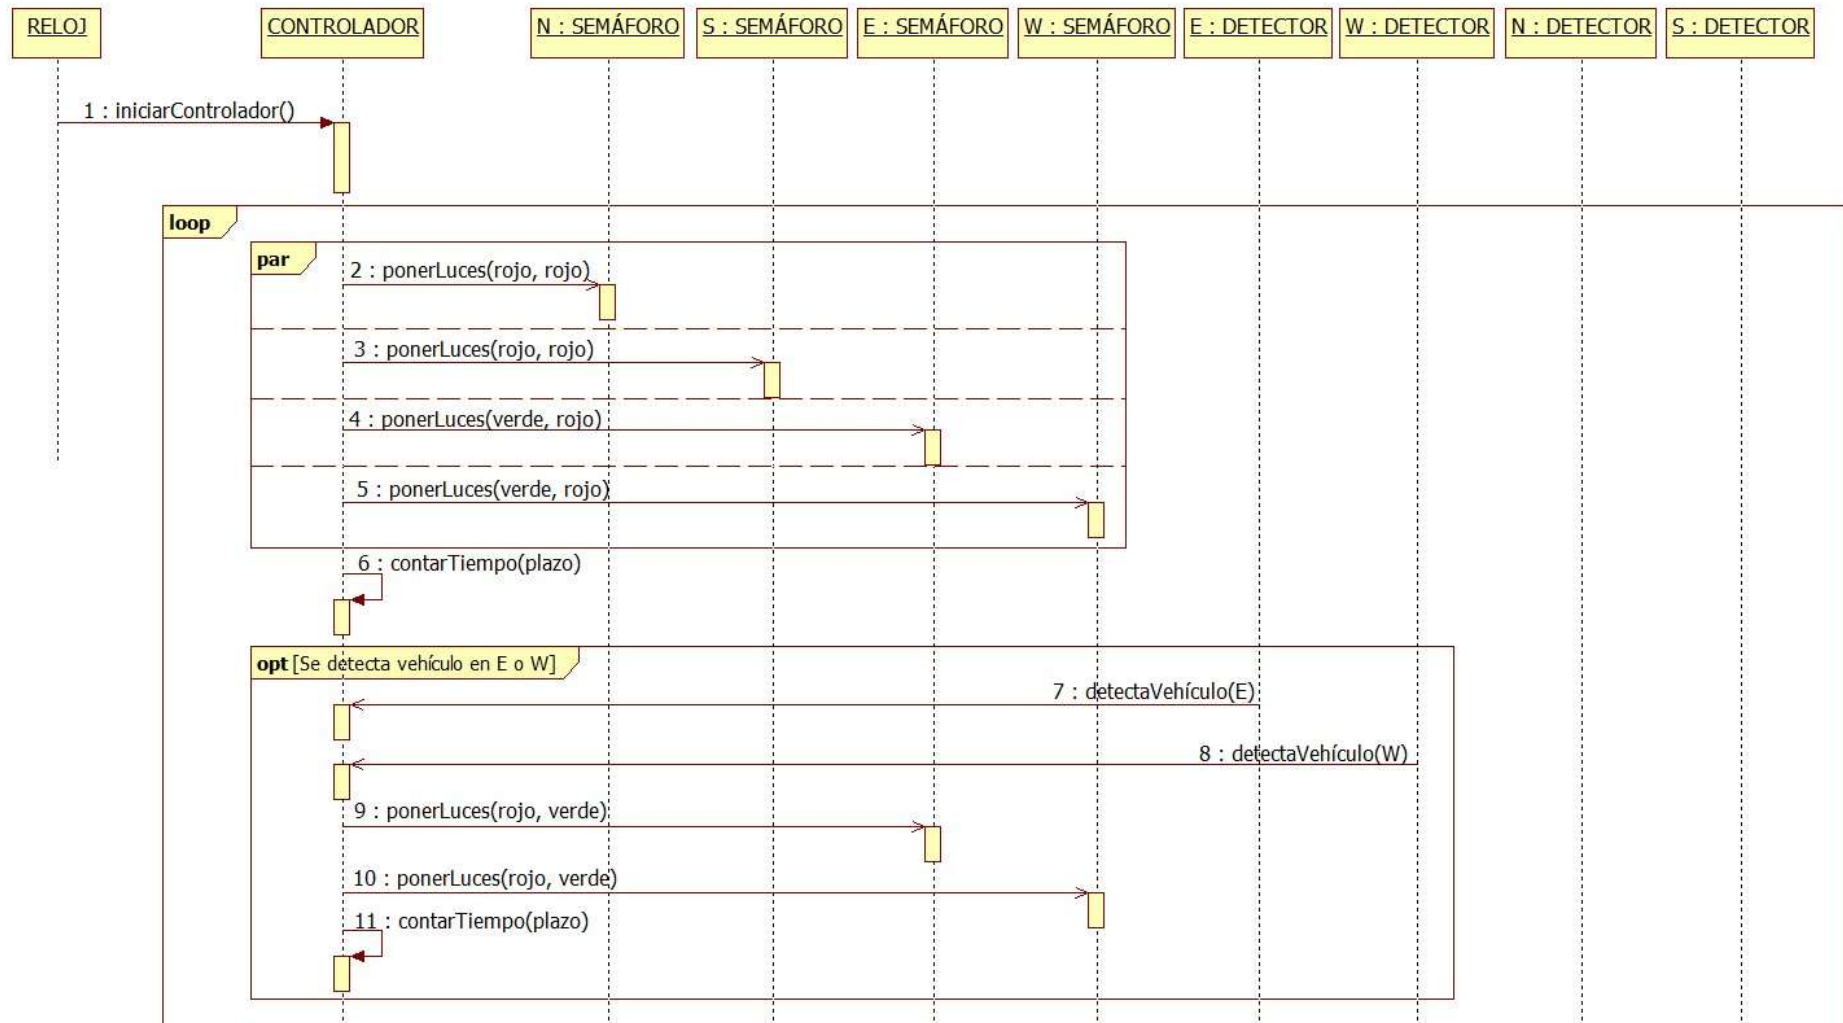 RELOJ
CONTROLADOR
N : SEMÁFORO
S : SEMÁFORO
E : SEMÁFORO
W : SEMÁFORO
E : DETECTOR
W : DETECTOR
N : DETECTOR
S : DETECTOR
1 : iniciarControlador()
loop
par
2 : ponerLuces(rojo, rojo)
3 : ponerLuces(rojo, rojo)
4 : ponerLuces(verde, rojo)
5 : ponerLuces(verde, rojo)
6 : contarTiempo(plazo)
opt [Se detecta vehículo en E o W]
7 : detectaVehículo(E)
8 : detectaVehículo(W)
9 : ponerLuces(rojo, verde)
10 : ponerLuces(rojo, verde)
11 : contarTiempo(plazo)